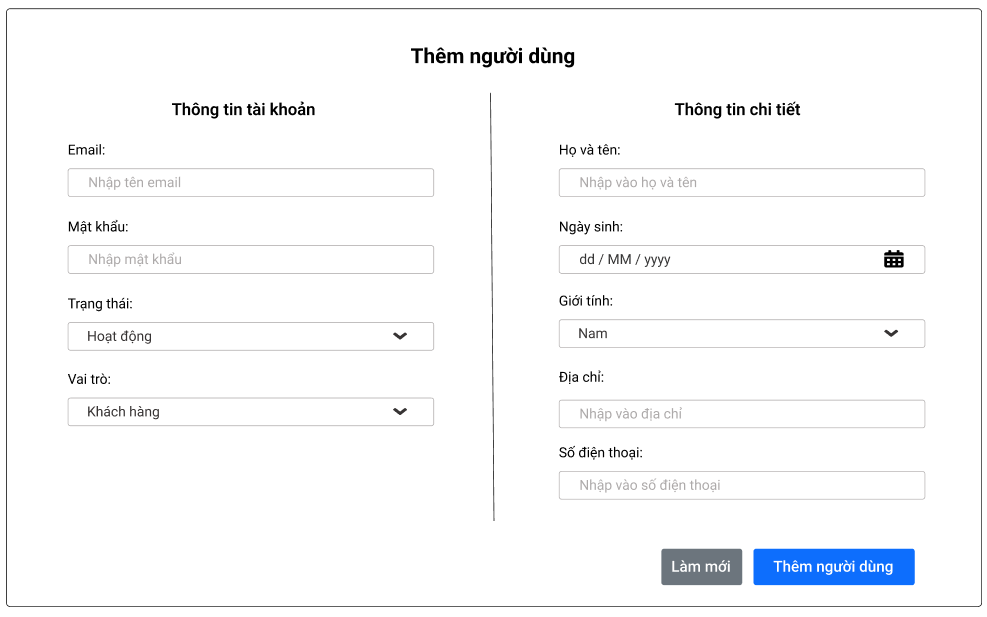 Thêm người dùng
Thông tin tài khoản
Email:
Nhập tên email
Mật khẩu:
Nhập mật khẩu
Trạng thái:
Hoạt động
Vai trò:
Khách hàng
Thông tin chi tiết
Họ và tên:
Nhập vào họ và tên
Ngày sinh:
dd / MM / yyyy
Giới tính:
Nam
Địa chỉ:
Nhập vào địa chỉ
Số điện thoại:
Nhập vào số điện thoại
Làm mới
Thêm người dùng